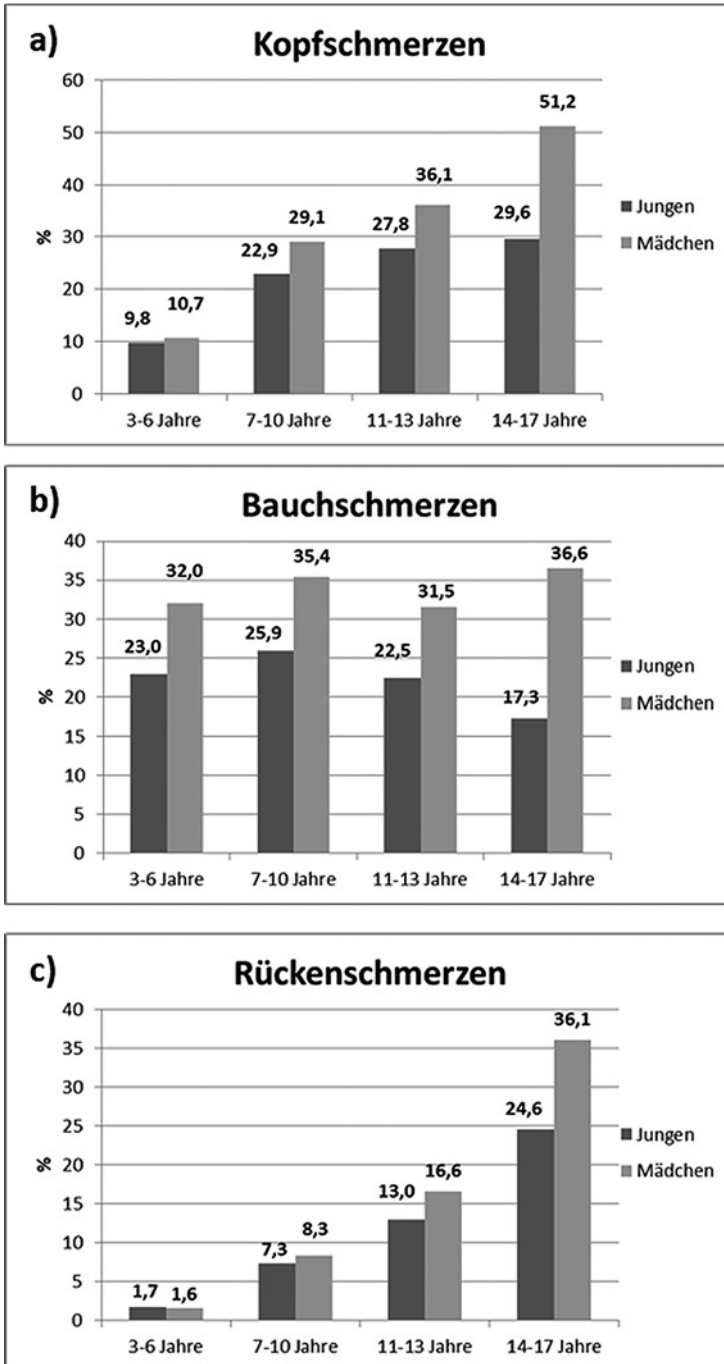 a)
Kopfschmerzen
60
50
40
30
20
10
0
%
9,8
10,7
22,9
29,1
27,8
36,1
29,6
51,2
3-6 Jahre
7-10 Jahre
11-13 Jahre
14-17 Jahre
Jungen
Mädchen
b)
Bauchschmerzen
40
35
30
25
20
15
10
5
0
%
23,0
32,0
25,9
35,4
22,5
31,5
17,3
36,6
3-6 Jahre
7-10 Jahre
11-13 Jahre
14-17 Jahre
Jungen
Mädchen
c)
Rückenschmerzen
40
35
30
25
20
15
10
5
0
%
1,7
1,6
7,3
8,3
13,0
16,6
24,6
36,1
3-6 Jahre
7-10 Jahre
11-13 Jahre
14-17 Jahre
Jungen
Mädchen